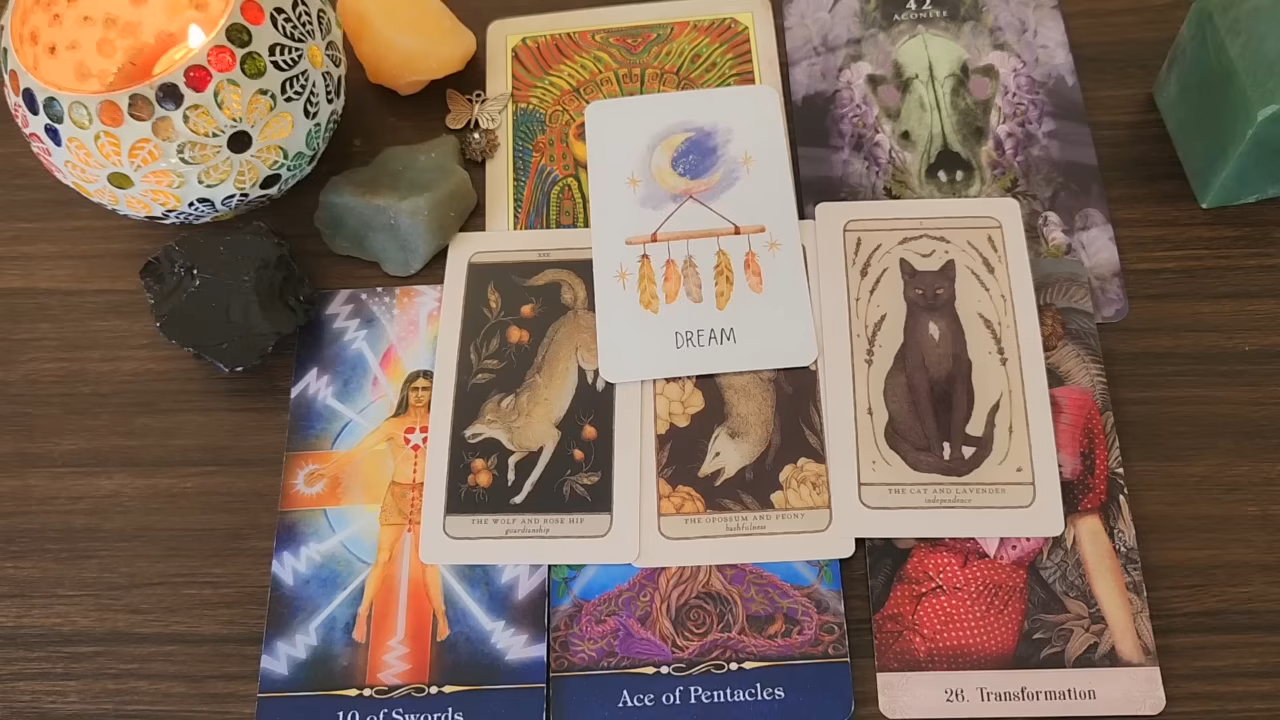 42
ACONITE
XXX
I
DREAM
THE WOLF AND ROSE HIP
guardianship
THE OPOSSUM AND PEONY
bashfulness
THE CAT AND LAVENDER
independence
10 of Swords
Ace of Pentacles
26. Transformation